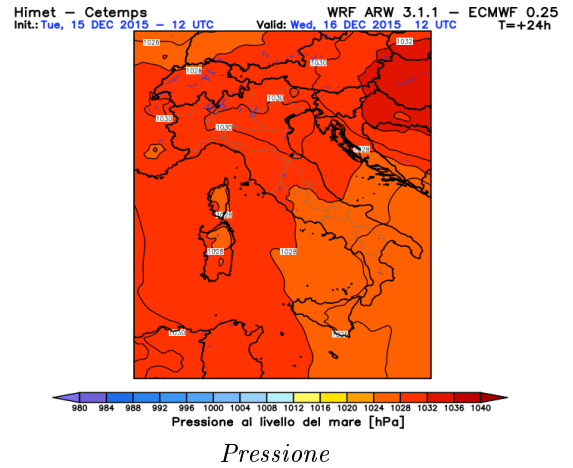 Himet – Cetemps WRF ARW 3.1.1 – ECMWF 0.25
Init.: Tue, 15 DEC 2015 – 12 UTC Valid: Wed, 16 DEC 2015 12 UTC T=+24h
1026
1032
1028
1030
1030
1030
1030
1028
1028
1028
1030
980 984 988 992 996 1000 1004 1008 1012 1016 1020 1024 1028 1032 1036 1040
Pressione al livello del mare [hPa]
Pressione